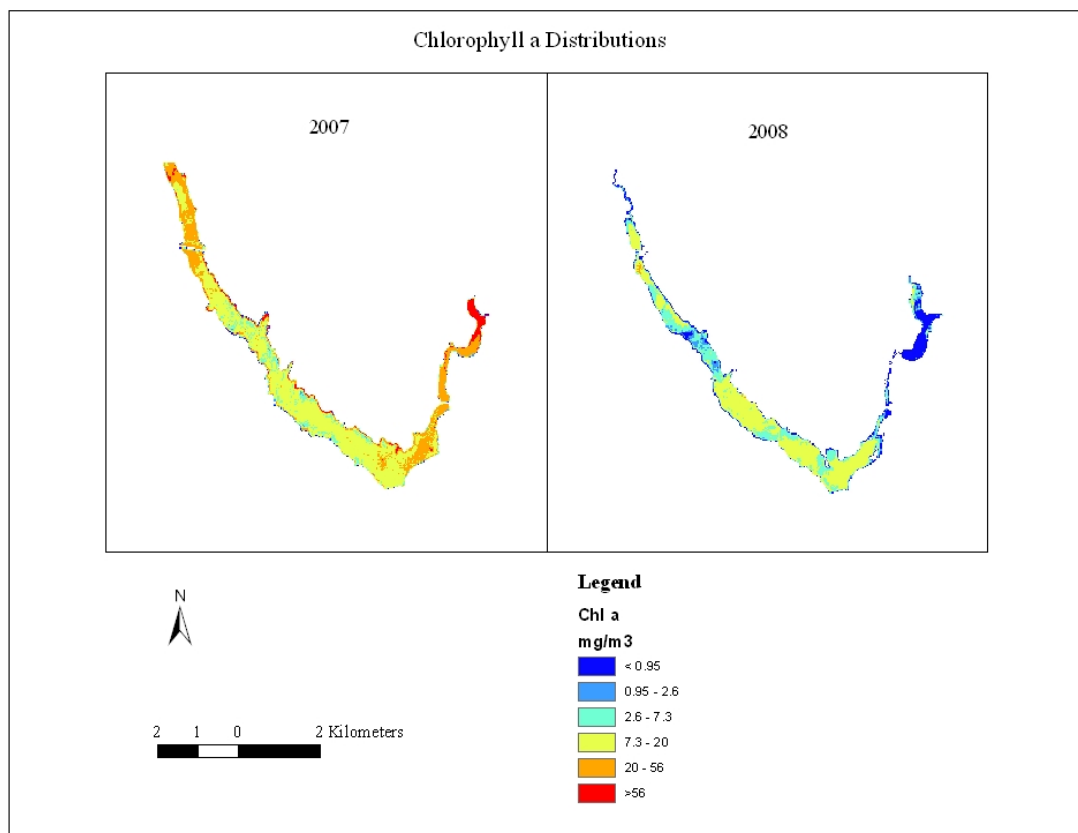 Chlorophyll a Distributions
2007
2008
N
2 1 0 2 Kilometers
Legend
Chl a
mg/m3
< 0.95
0.95 - 2.6
2.6 - 7.3
7.3 - 20
20 - 56
>56